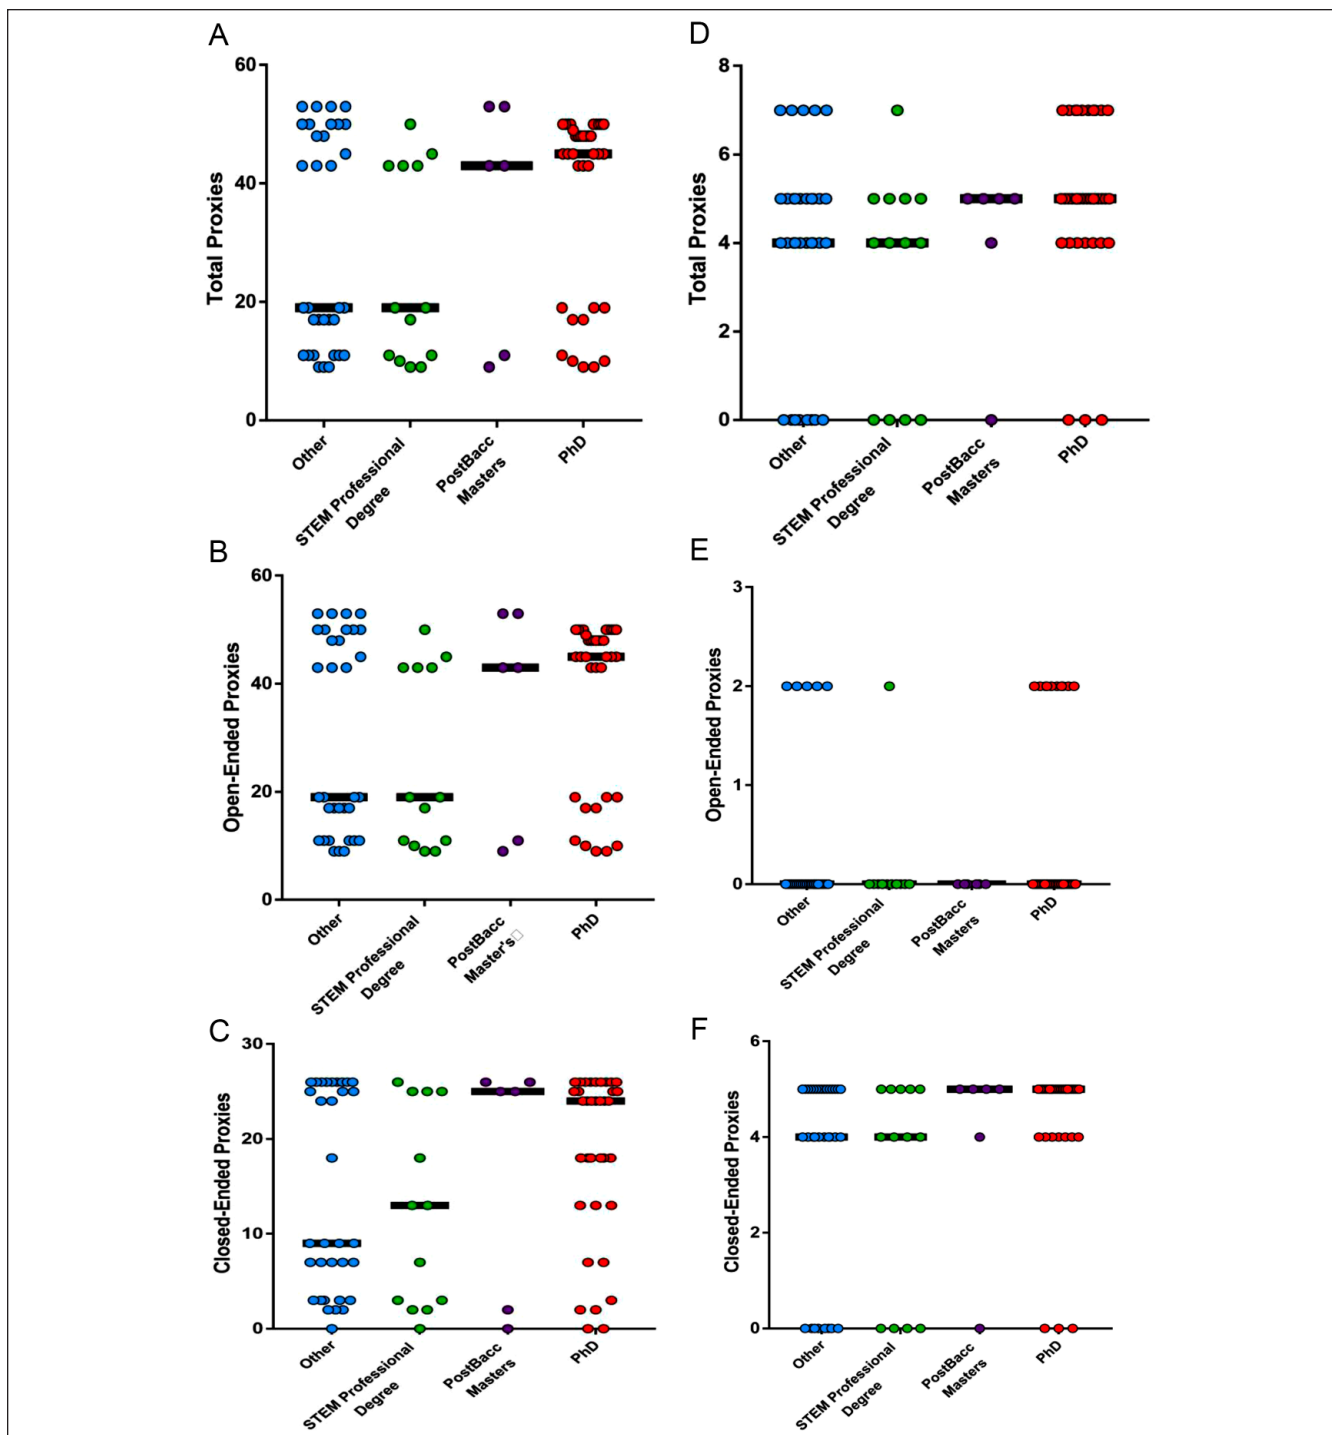 A
Total Proxies
60
40
20
0
Other
STEM Professional
Degree
PostBacc
Masters
PhD
D
Total Proxies
8
6
4
2
0
Other
STEM Professional
Degree
PostBacc
Masters
PhD
B
Open-Ended Proxies
60
40
20
0
Other
STEM Professional
Degree
PostBacc
Master's◇
PhD
E
Open-Ended Proxies
3
2
1
0
Other
STEM Professional
Degree
PostBacc
Masters
PhD
C
Closed-Ended Proxies
30
20
10
0
Other
STEM Professional
Degree
PostBacc
Masters
PhD
F
Closed-Ended Proxies
6
4
2
0
Other
STEM Professional
Degree
PostBacc
Masters
PhD